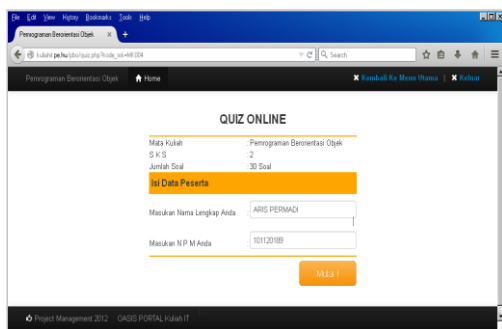 File Edit View History Bookmarks Tools Help
Pemrograman Berorientasi Objek × +
Search
Pemrograman Berorientasi Objek Home ✖ Kembali Ke Menu Utama | ✖ Keluar
QUIZ ONLINE
Mata Kuliah : Pemrograman Berorientasi Objek
S K S : 2
Jumlah Soal : 30 Soal
Isi Data Peserta
Masukan Nama Lengkap Anda : ARIS PERMADI
Masukan N P M Anda : 101120189
Mulai !
Project Management 2012 OASIS PORTAL Kuliah IT